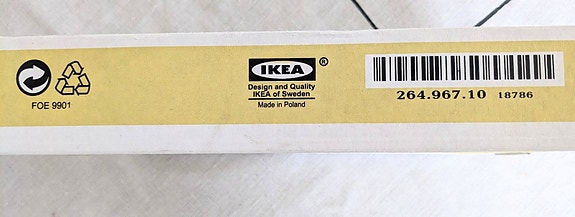 FOE 9901
IKEA®
Design and Quality
IKEA of Sweden
Made in Poland
264.967.10 18786